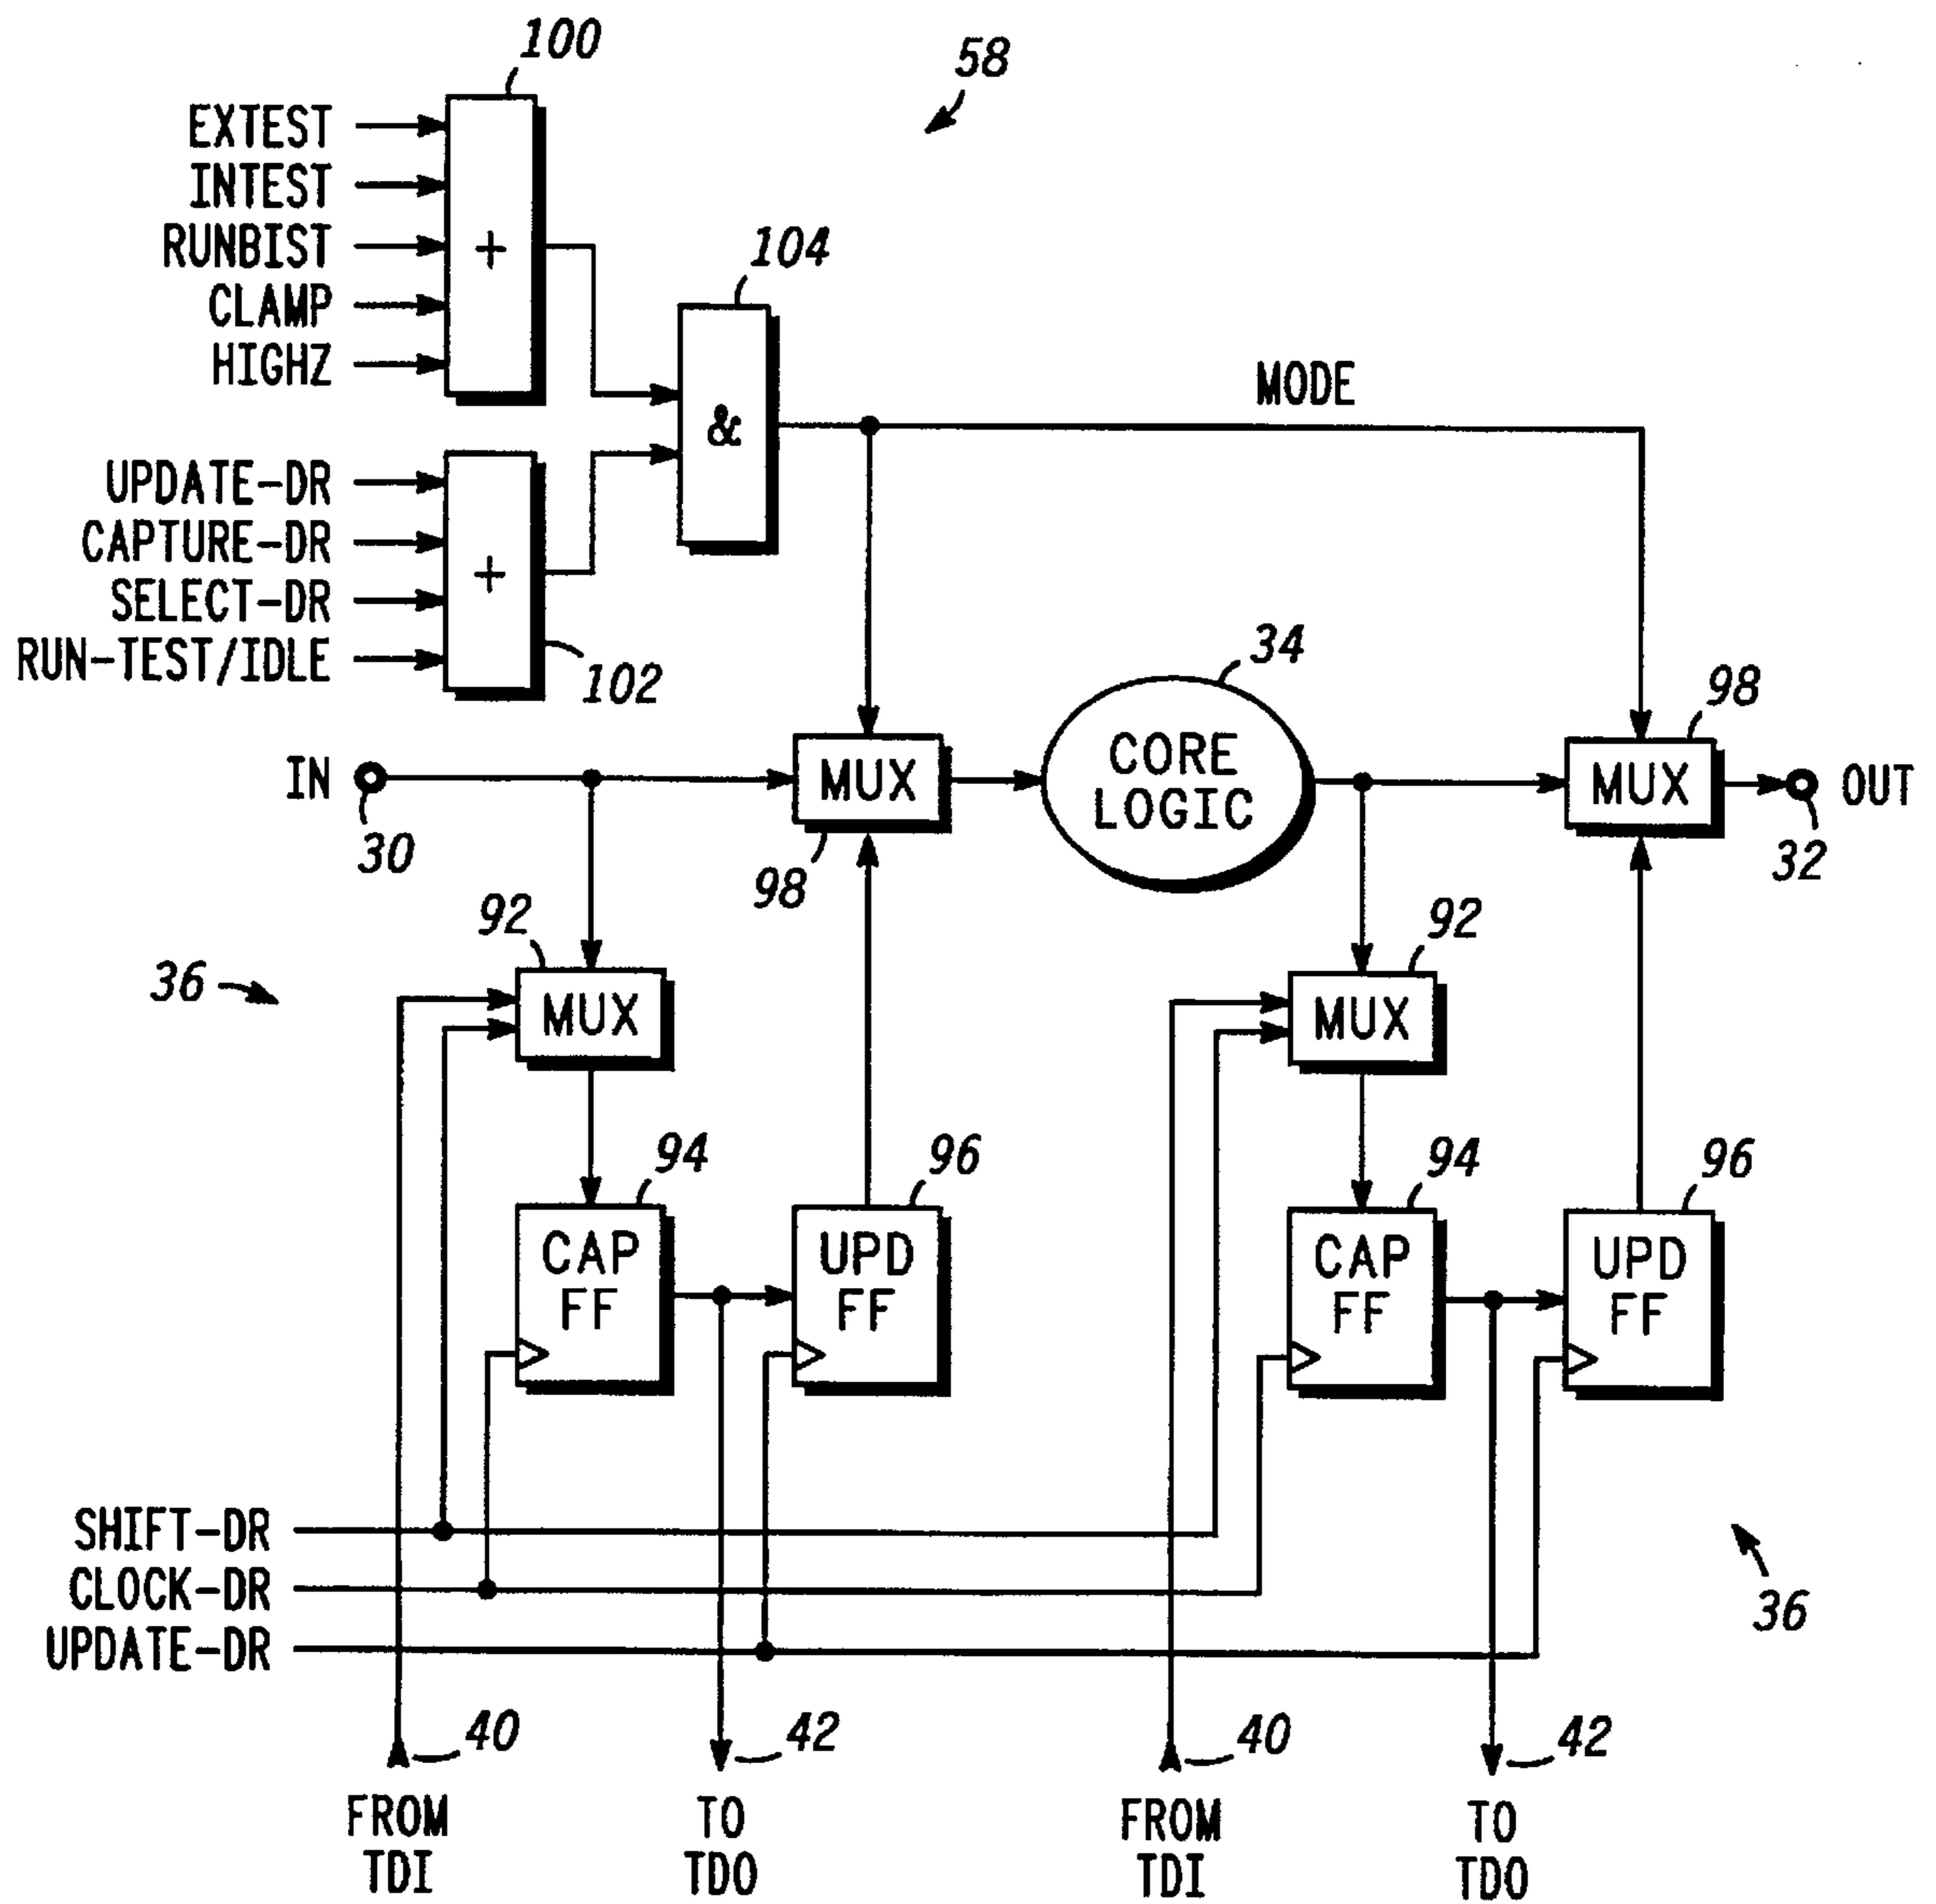 100
58
EXTEST
INTEST
RUNBIST
CLAMP
HIGHZ
+
104
&
MODE
UPDATE-DR
CAPTURE-DR
SELECT-DR
RUN-TEST/IDLE
+
102
34
98
IN
30
MUX
98
CORE
LOGIC
MUX
OUT
32
36
92
MUX
92
MUX
94
CAP
FF
96
UPD
FF
94
CAP
FF
96
UPD
FF
SHIFT-DR
CLOCK-DR
UPDATE-DR
36
40
42
40
42
FROM
TDI
TO
TDO
FROM
TDI
TO
TDO